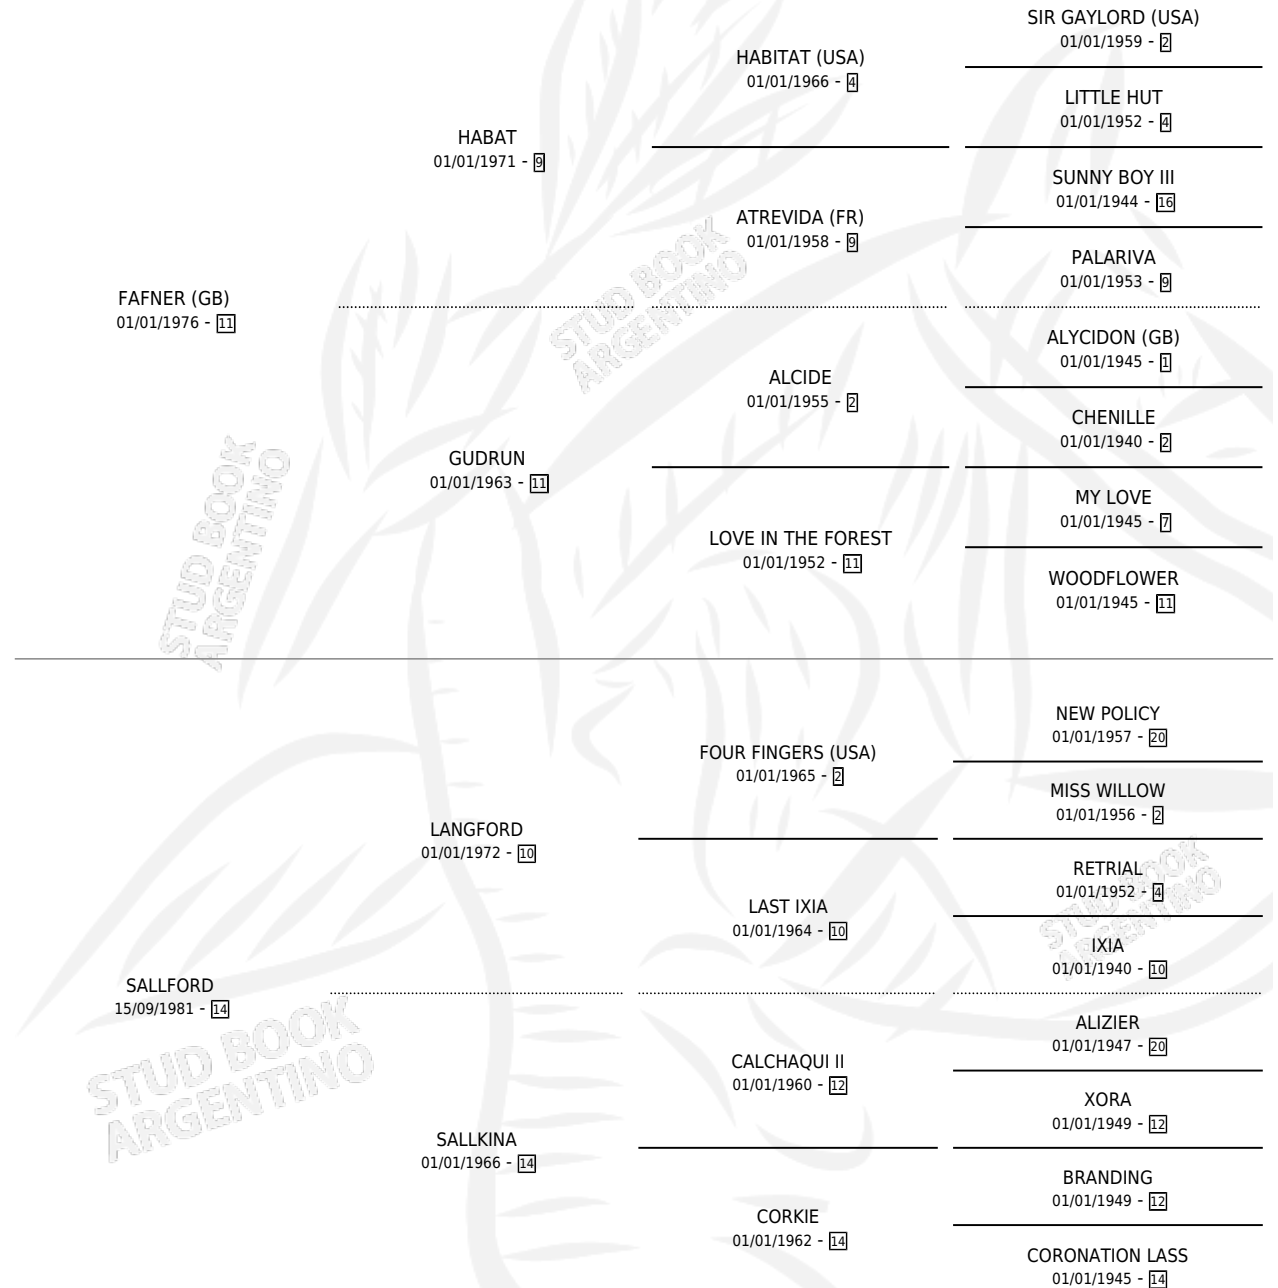 SIR GAYLORD (USA)
01/01/1959 - 2
HABITAT (USA)
01/01/1966 - 4
LITTLE HUT
01/01/1952 - 4
HABAT
01/01/1971 - 9
SUNNY BOY III
01/01/1944 - 16
ATREVIDA (FR)
01/01/1958 - 9
PALARIVA
01/01/1953 - 9
FAFNER (GB)
01/01/1976 - 11
ALYCIDON (GB)
01/01/1945 - 1
ALCIDE
01/01/1955 - 2
CHENILLE
01/01/1940 - 2
GUDRUN
01/01/1963 - 11
MY LOVE
01/01/1945 - 7
LOVE IN THE FOREST
01/01/1952 - 11
WOODFLOWER
01/01/1945 - 11
STUD BOOK
ARGENTINO
STUD BOOK
ARGENTINO
NEW POLICY
01/01/1957 - 20
FOUR FINGERS (USA)
01/01/1965 - 2
MISS WILLOW
01/01/1956 - 2
LANGFORD
01/01/1972 - 10
RETRIAL
01/01/1952 - 4
LAST IXIA
01/01/1964 - 10
IXIA
01/01/1940 - 10
SALLFORD
15/09/1981 - 14
ALIZIER
01/01/1947 - 20
CALCHAQUI II
01/01/1960 - 12
XORA
01/01/1949 - 12
SALLKINA
01/01/1966 - 14
BRANDING
01/01/1949 - 12
CORKIE
01/01/1962 - 14
CORONATION LASS
01/01/1945 - 14
STUD BOOK
ARGENTINO
STUD BOOK
ARGENTINO